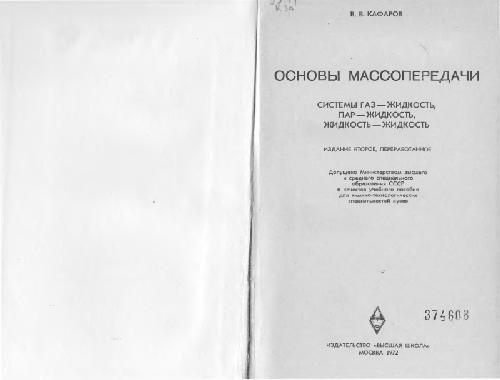 В. В. КАФАРОВ
ОСНОВЫ МАССОПЕРЕДАЧИ
СИСТЕМЫ ГАЗ—ЖИДКОСТЬ,
ПАР—ЖИДКОСТЬ,
ЖИДКОСТЬ—ЖИДКОСТЬ
ИЗДАНИЕ ВТОРОЕ, ПЕРЕРАБОТАННОЕ
Допущено Министерством высшего
и среднего специального
образования СССР
в качестве учебного пособия
для химико-технологических
специальностей вузов
374608
ИЗДАТЕЛЬСТВО «ВЫСШАЯ ШКОЛА»
МОСКВА 1972